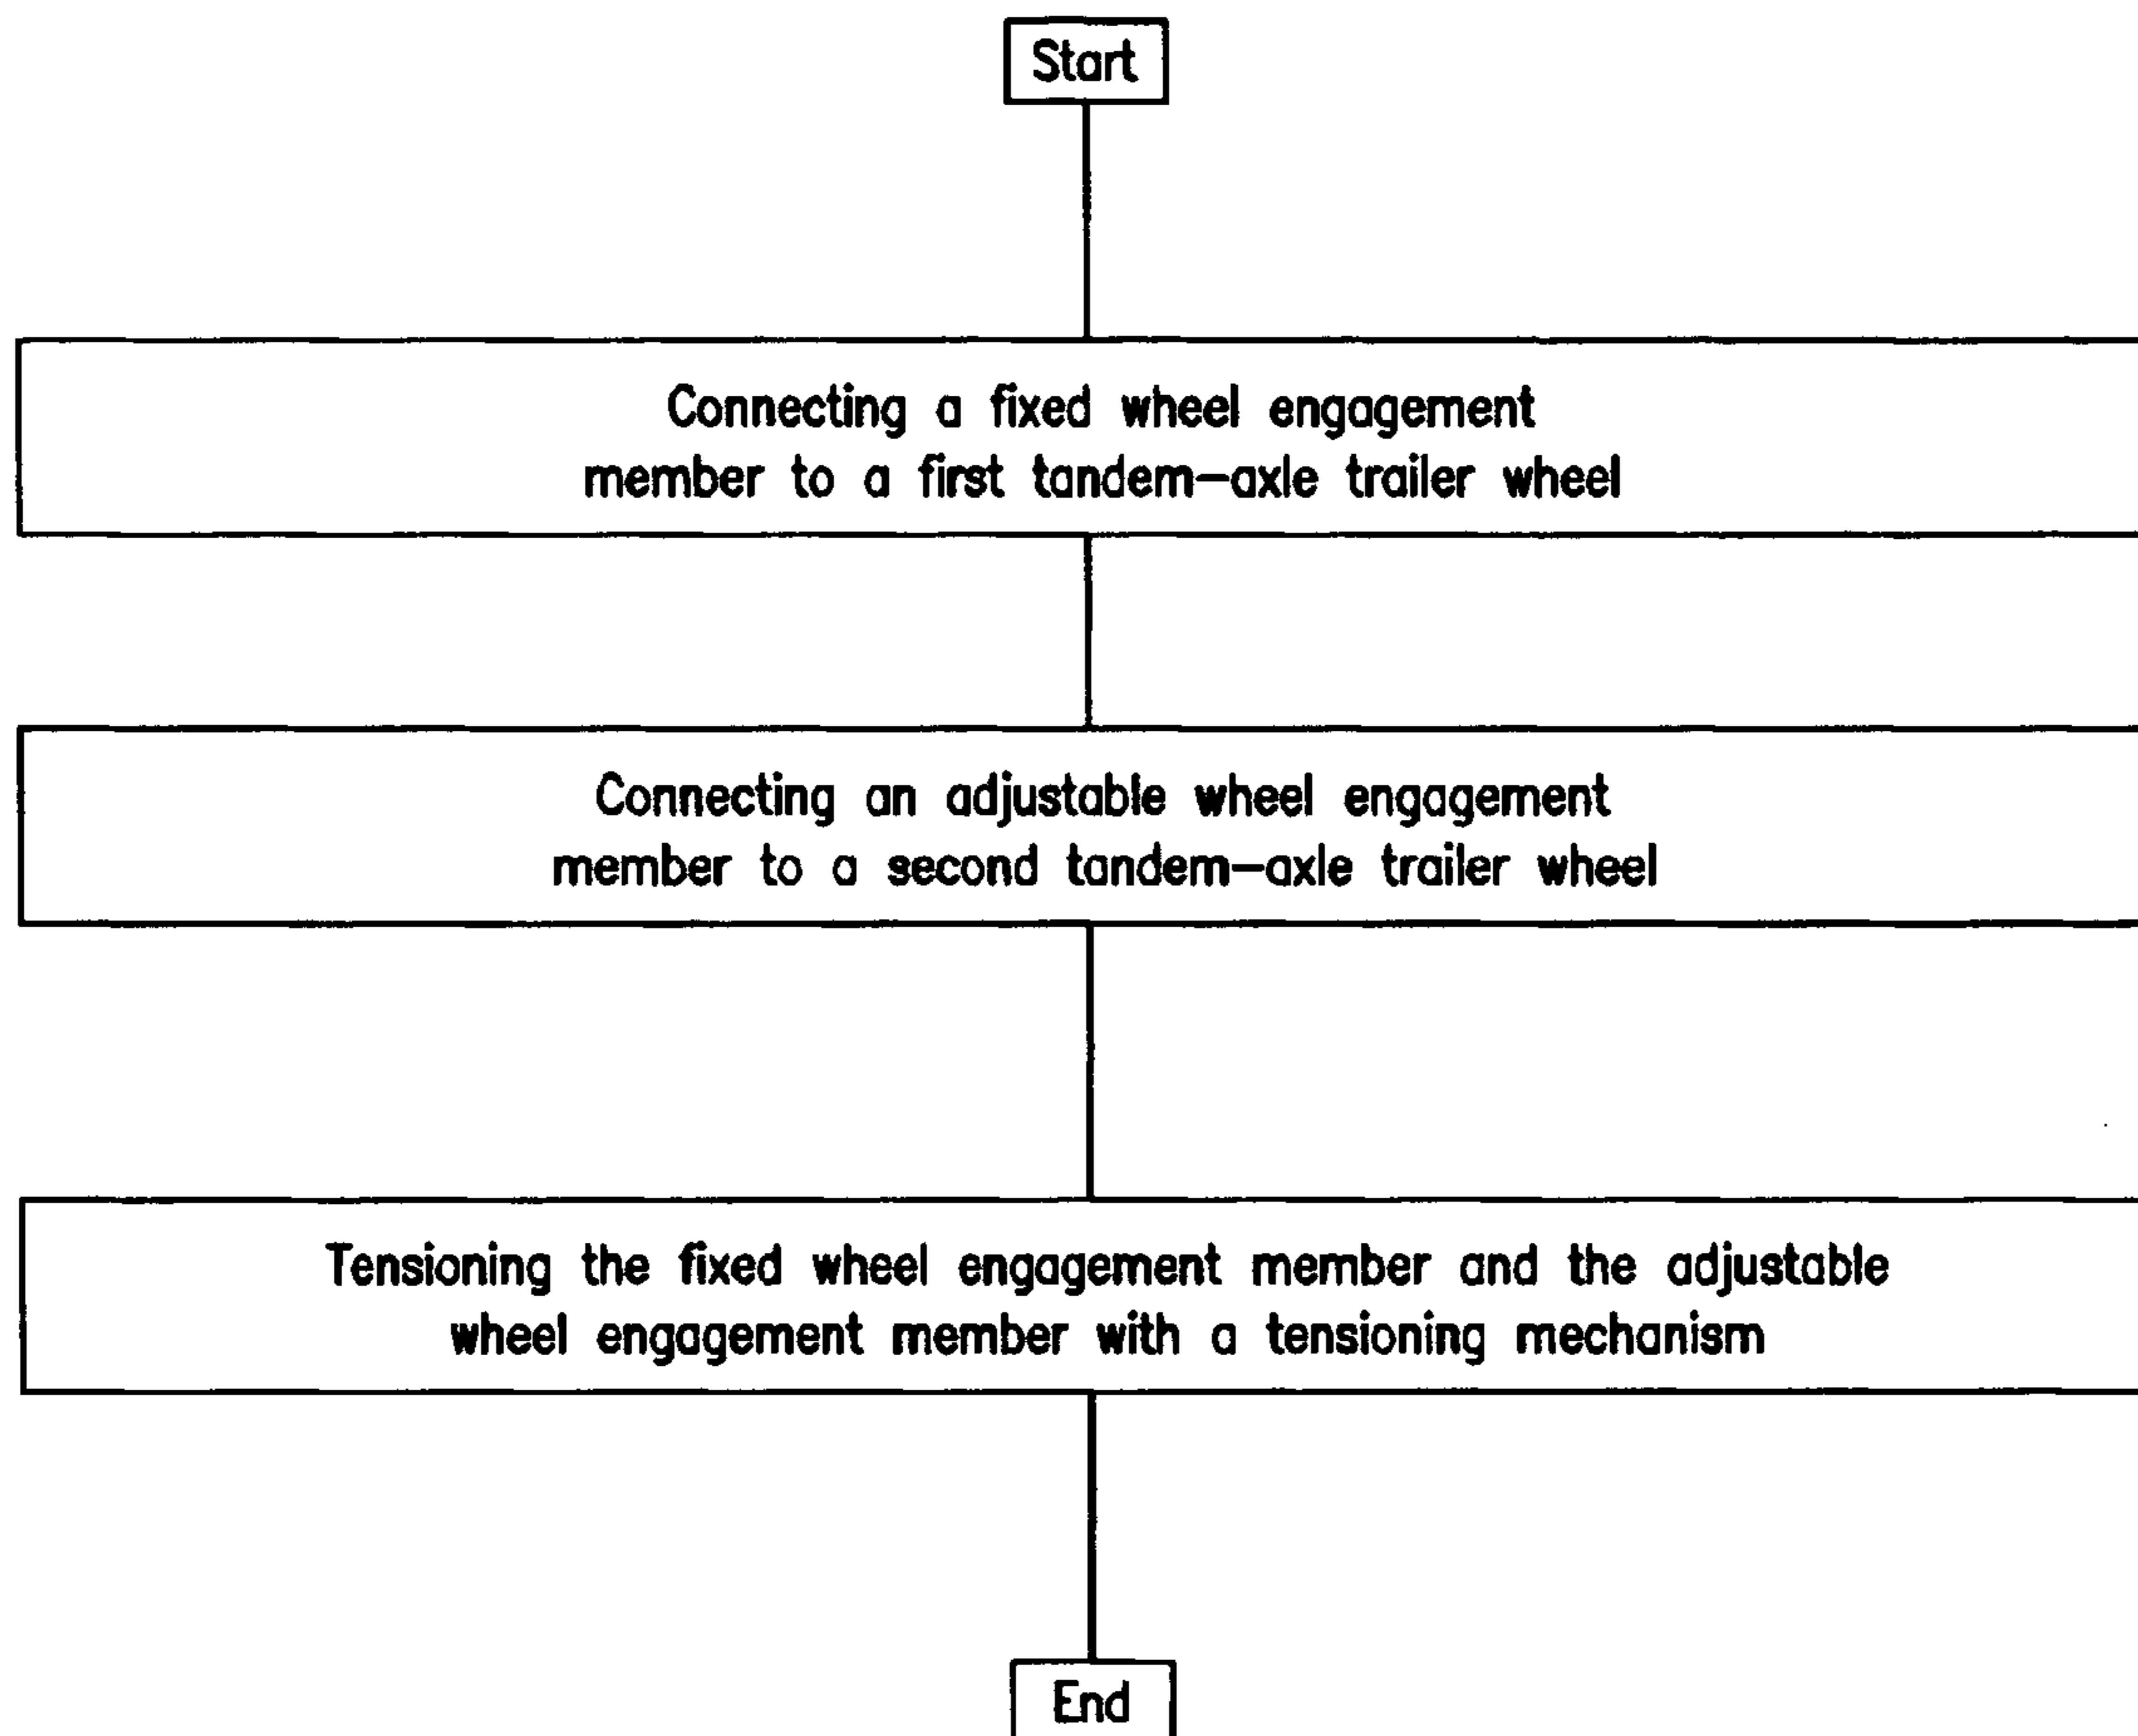 Start
Connecting a fixed wheel engagement
member to a first tandem-axle trailer wheel
Connecting an adjustable wheel engagement
member to a second tandem-axle trailer wheel
Tensioning the fixed wheel engagement member and the adjustable
wheel engagement member with a tensioning mechanism
End